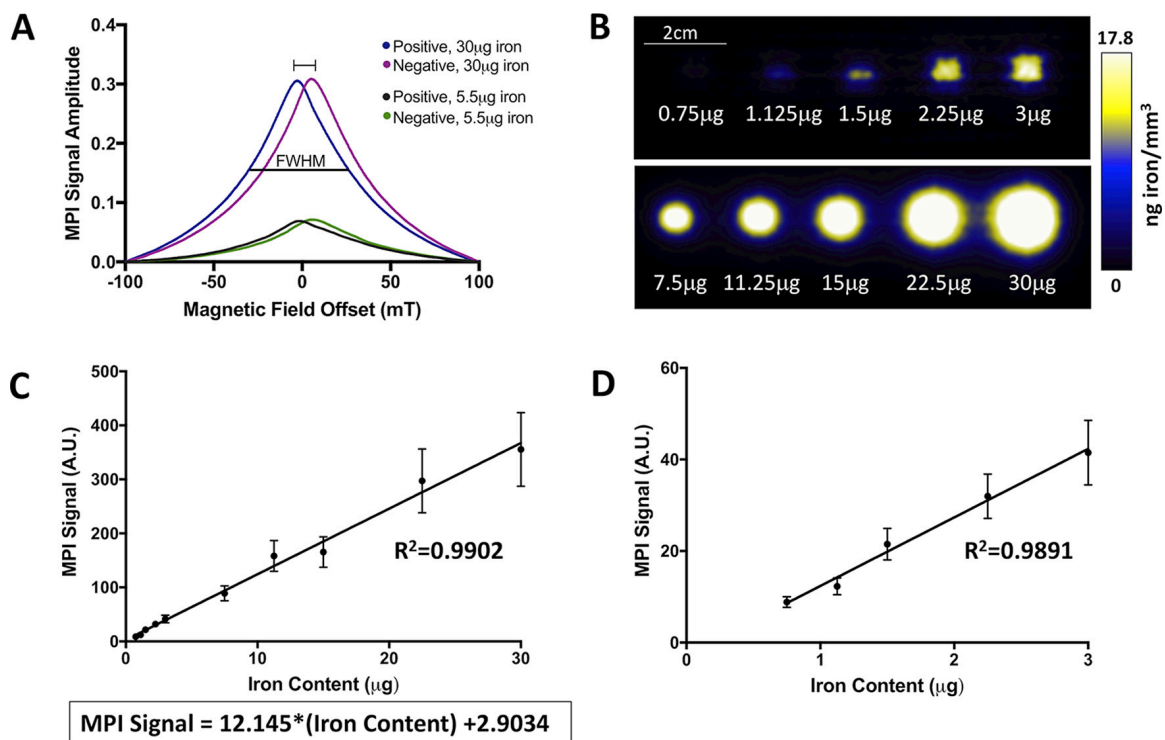 A
MPI Signal Amplitude
0.4
0.3
0.2
0.1
0.0
-100
-50
0
50
100
Magnetic Field Offset (mT)
FWHM
Positive, 30μg iron
Negative, 30μg iron
Positive, 5.5μg iron
Negative, 5.5μg iron
B
2cm
0.75μg 1.125μg 1.5μg 2.25μg 3μg
7.5μg 11.25μg 15μg 22.5μg 30μg
17.8
ng iron/mm³
0
C
MPI Signal (A.U.)
500
400
300
200
100
0
0
10
20
30
R²=0.9902
Iron Content (μg)
MPI Signal = 12.145*(Iron Content) +2.9034
D
MPI Signal (A.U.)
60
40
20
0
0
1
2
3
R²=0.9891
Iron Content (μg)